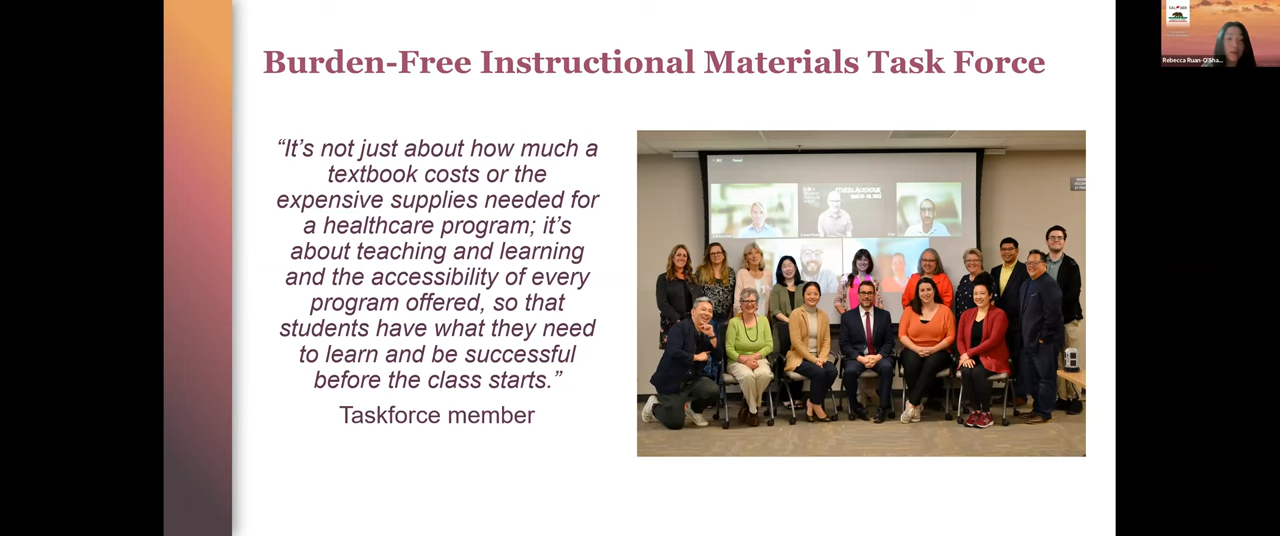 Burden-Free Instructional Materials Task Force
“It’s not just about how much a
textbook costs or the
expensive supplies needed for
a healthcare program; it’s
about teaching and learning
and the accessibility of every
program offered, so that
students have what they need
to learn and be successful
before the class starts.”
Taskforce member
Rebecca Ruan-O'Sha...